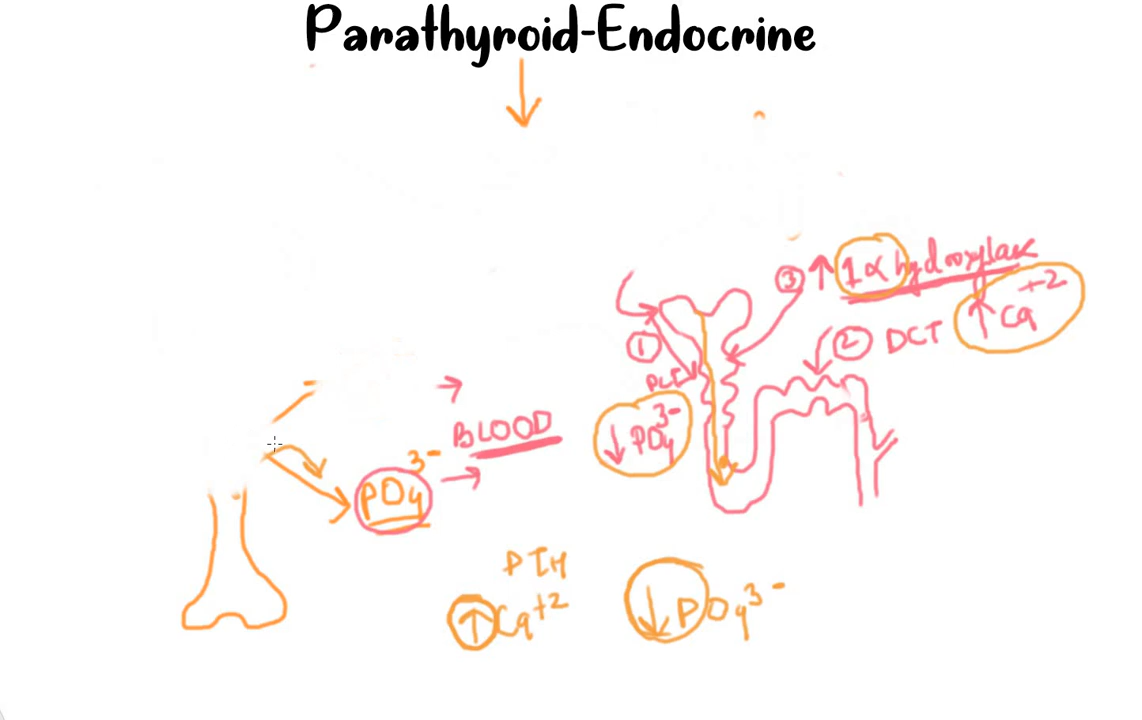 Parathyroid-Endocrine
③ ↑ 1α hydroxylase
↑ Ca+2
② DCT
①
PCT
↓ PO4 3-
BLOOD
PO4 3-
PTH
↑ Ca+2
↓ PO4 3-